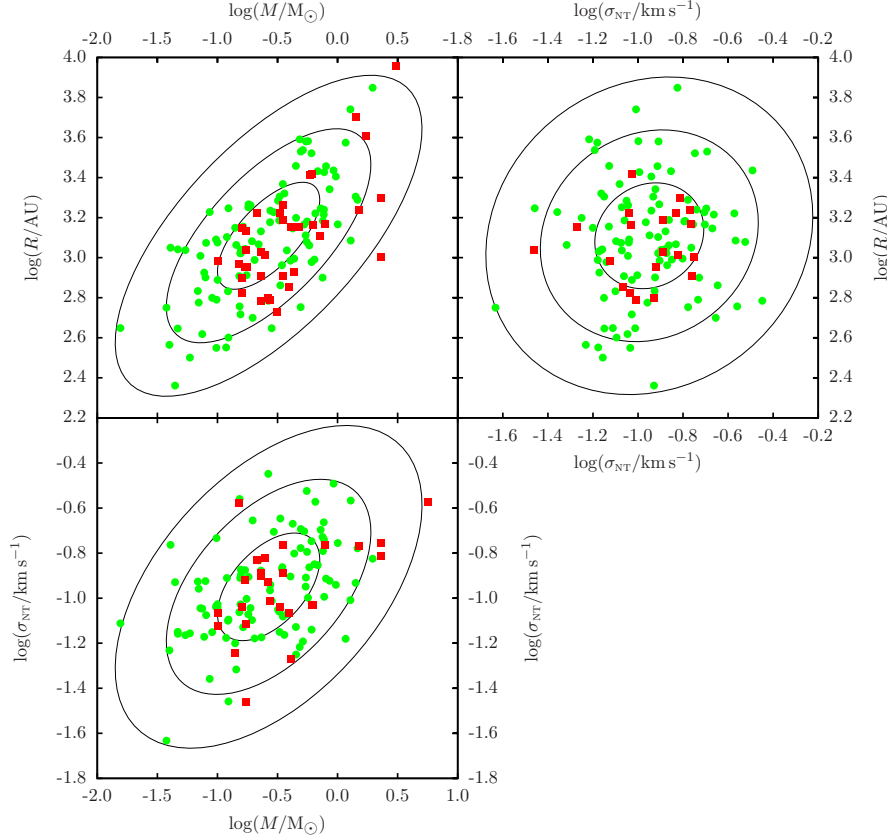 log(M/M⊙) log(σNT/km s⁻¹)
-2.0 -1.5 -1.0 -0.5 0.0 0.5 -1.8 -1.6 -1.4 -1.2 -1.0 -0.8 -0.6 -0.4 -0.2
4.0 4.0
3.8 3.8
3.6 3.6
3.4 3.4
3.2 3.2
log(R/AU) log(R/AU)
3.0 3.0
2.8 2.8
2.6 2.6
2.4 2.4
2.2 2.2
-1.6 -1.4 -1.2 -1.0 -0.8 -0.6 -0.4 -0.2
log(σNT/km s⁻¹)
-0.4 -0.4
-0.6 -0.6
-0.8 -0.8
-1.0 -1.0
log(σNT/km s⁻¹) log(σNT/km s⁻¹)
-1.2 -1.2
-1.4 -1.4
-1.6 -1.6
-1.8 -1.8
-2.0 -1.5 -1.0 -0.5 0.0 0.5 1.0
log(M/M⊙)